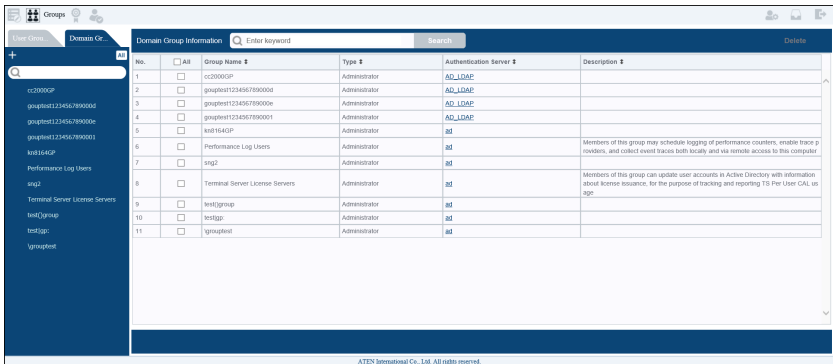 Groups
User Grou...
Domain Gr...
All
cc2000GP
gouptest123456789000d
gouptest123456789000e
gouptest1234567890001
kn8164GP
Performance Log Users
sng2
Terminal Server License Servers
test()group
test|gp:
\grouptest
Domain Group Information
Enter keyword
Search
Delete
No. All Group Name Type Authentication Server Description
1 cc2000GP Administrator AD_LDAP
2 gouptest123456789000d Administrator AD_LDAP
3 gouptest123456789000e Administrator AD_LDAP
4 gouptest1234567890001 Administrator AD_LDAP
5 kn8164GP Administrator ad
6 Performance Log Users Administrator ad Members of this group may schedule logging of performance counters, enable trace p
roviders, and collect event traces both locally and via remote access to this computer
7 sng2 Administrator ad
8 Terminal Server License Servers Administrator ad Members of this group can update user accounts in Active Directory with information
about license issuance, for the purpose of tracking and reporting TS Per User CAL us
age
9 test()group Administrator ad
10 test|gp: Administrator ad
11 \grouptest Administrator ad
ATEN International Co., Ltd. All rights reserved.